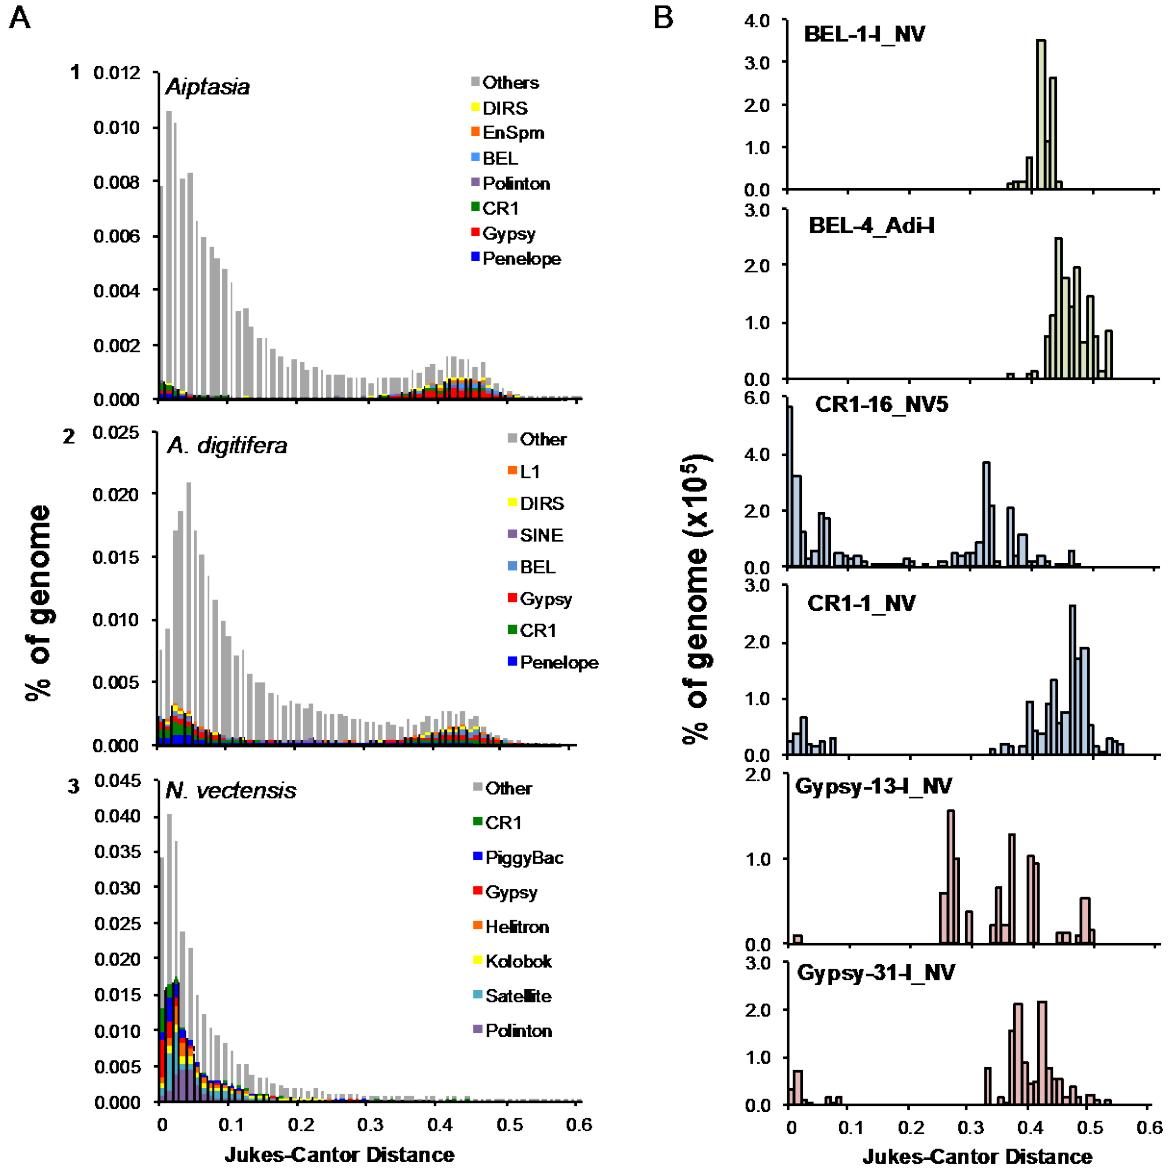 A
1
Aiptasia
0.012
0.010
0.008
0.006
0.004
0.002
0.000
Others
DIRS
EnSpm
BEL
Polinton
CR1
Gypsy
Penelope
2
A. digitifera
0.025
0.020
0.015
0.010
0.005
0.000
Other
L1
DIRS
SINE
BEL
Gypsy
CR1
Penelope
3
N. vectensis
0.045
0.040
0.035
0.030
0.025
0.020
0.015
0.010
0.005
0.000
Other
CR1
PiggyBac
Gypsy
Helitron
Kolobok
Satellite
Polinton
0 0.1 0.2 0.3 0.4 0.5 0.6
Jukes-Cantor Distance
% of genome
B
BEL-1-I_NV
4.0
3.0
2.0
1.0
0.0
BEL-4_Adi-I
3.0
2.0
1.0
0.0
CR1-16_NV5
6.0
4.0
2.0
0.0
CR1-1_NV
3.0
2.0
1.0
0.0
Gypsy-13-I_NV
2.0
1.0
0.0
Gypsy-31-I_NV
3.0
2.0
1.0
0.0
0 0.1 0.2 0.3 0.4 0.5 0.6
Jukes-Cantor Distance
% of genome (x10⁵)